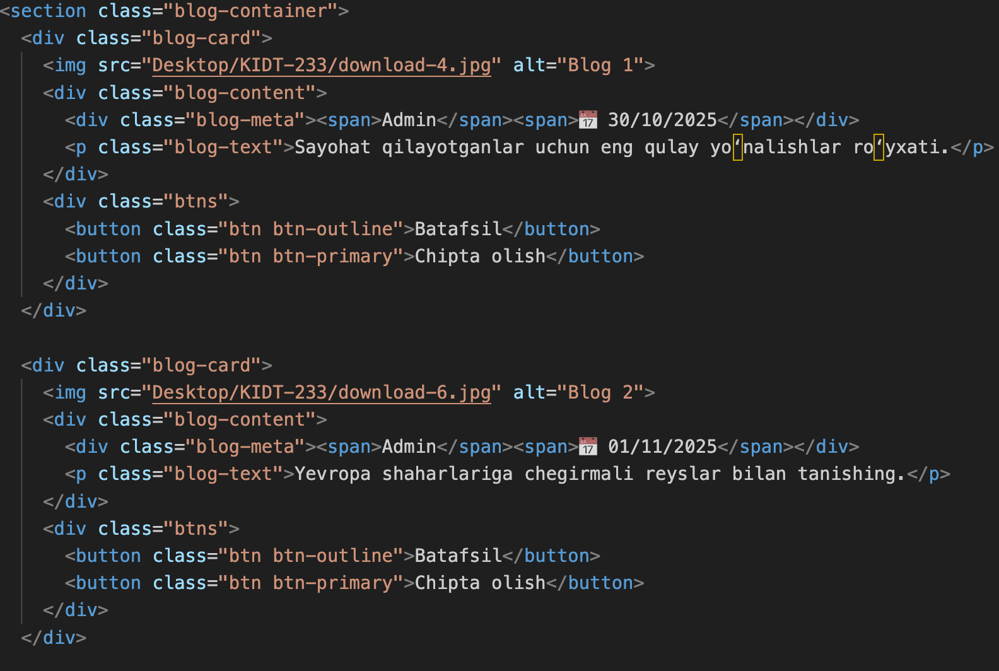 <section class="blog-container">
<div class="blog-card">
<img src="Desktop/KIDT-233/download-4.jpg" alt="Blog 1">
<div class="blog-content">
<div class="blog-meta"><span>Admin</span><span>📅 30/10/2025</span></div>
<p class="blog-text">Sayohat qilayotganlar uchun eng qulay yo‘nalishlar ro‘yxati.</p>
</div>
<div class="btns">
<button class="btn btn-outline">Batafsil</button>
<button class="btn btn-primary">Chipta olish</button>
</div>
</div>
<div class="blog-card">
<img src="Desktop/KIDT-233/download-6.jpg" alt="Blog 2">
<div class="blog-content">
<div class="blog-meta"><span>Admin</span><span>📅 01/11/2025</span></div>
<p class="blog-text">Yevropa shaharlariga chegirmali reyslar bilan tanishing.</p>
</div>
<div class="btns">
<button class="btn btn-outline">Batafsil</button>
<button class="btn btn-primary">Chipta olish</button>
</div>
</div>